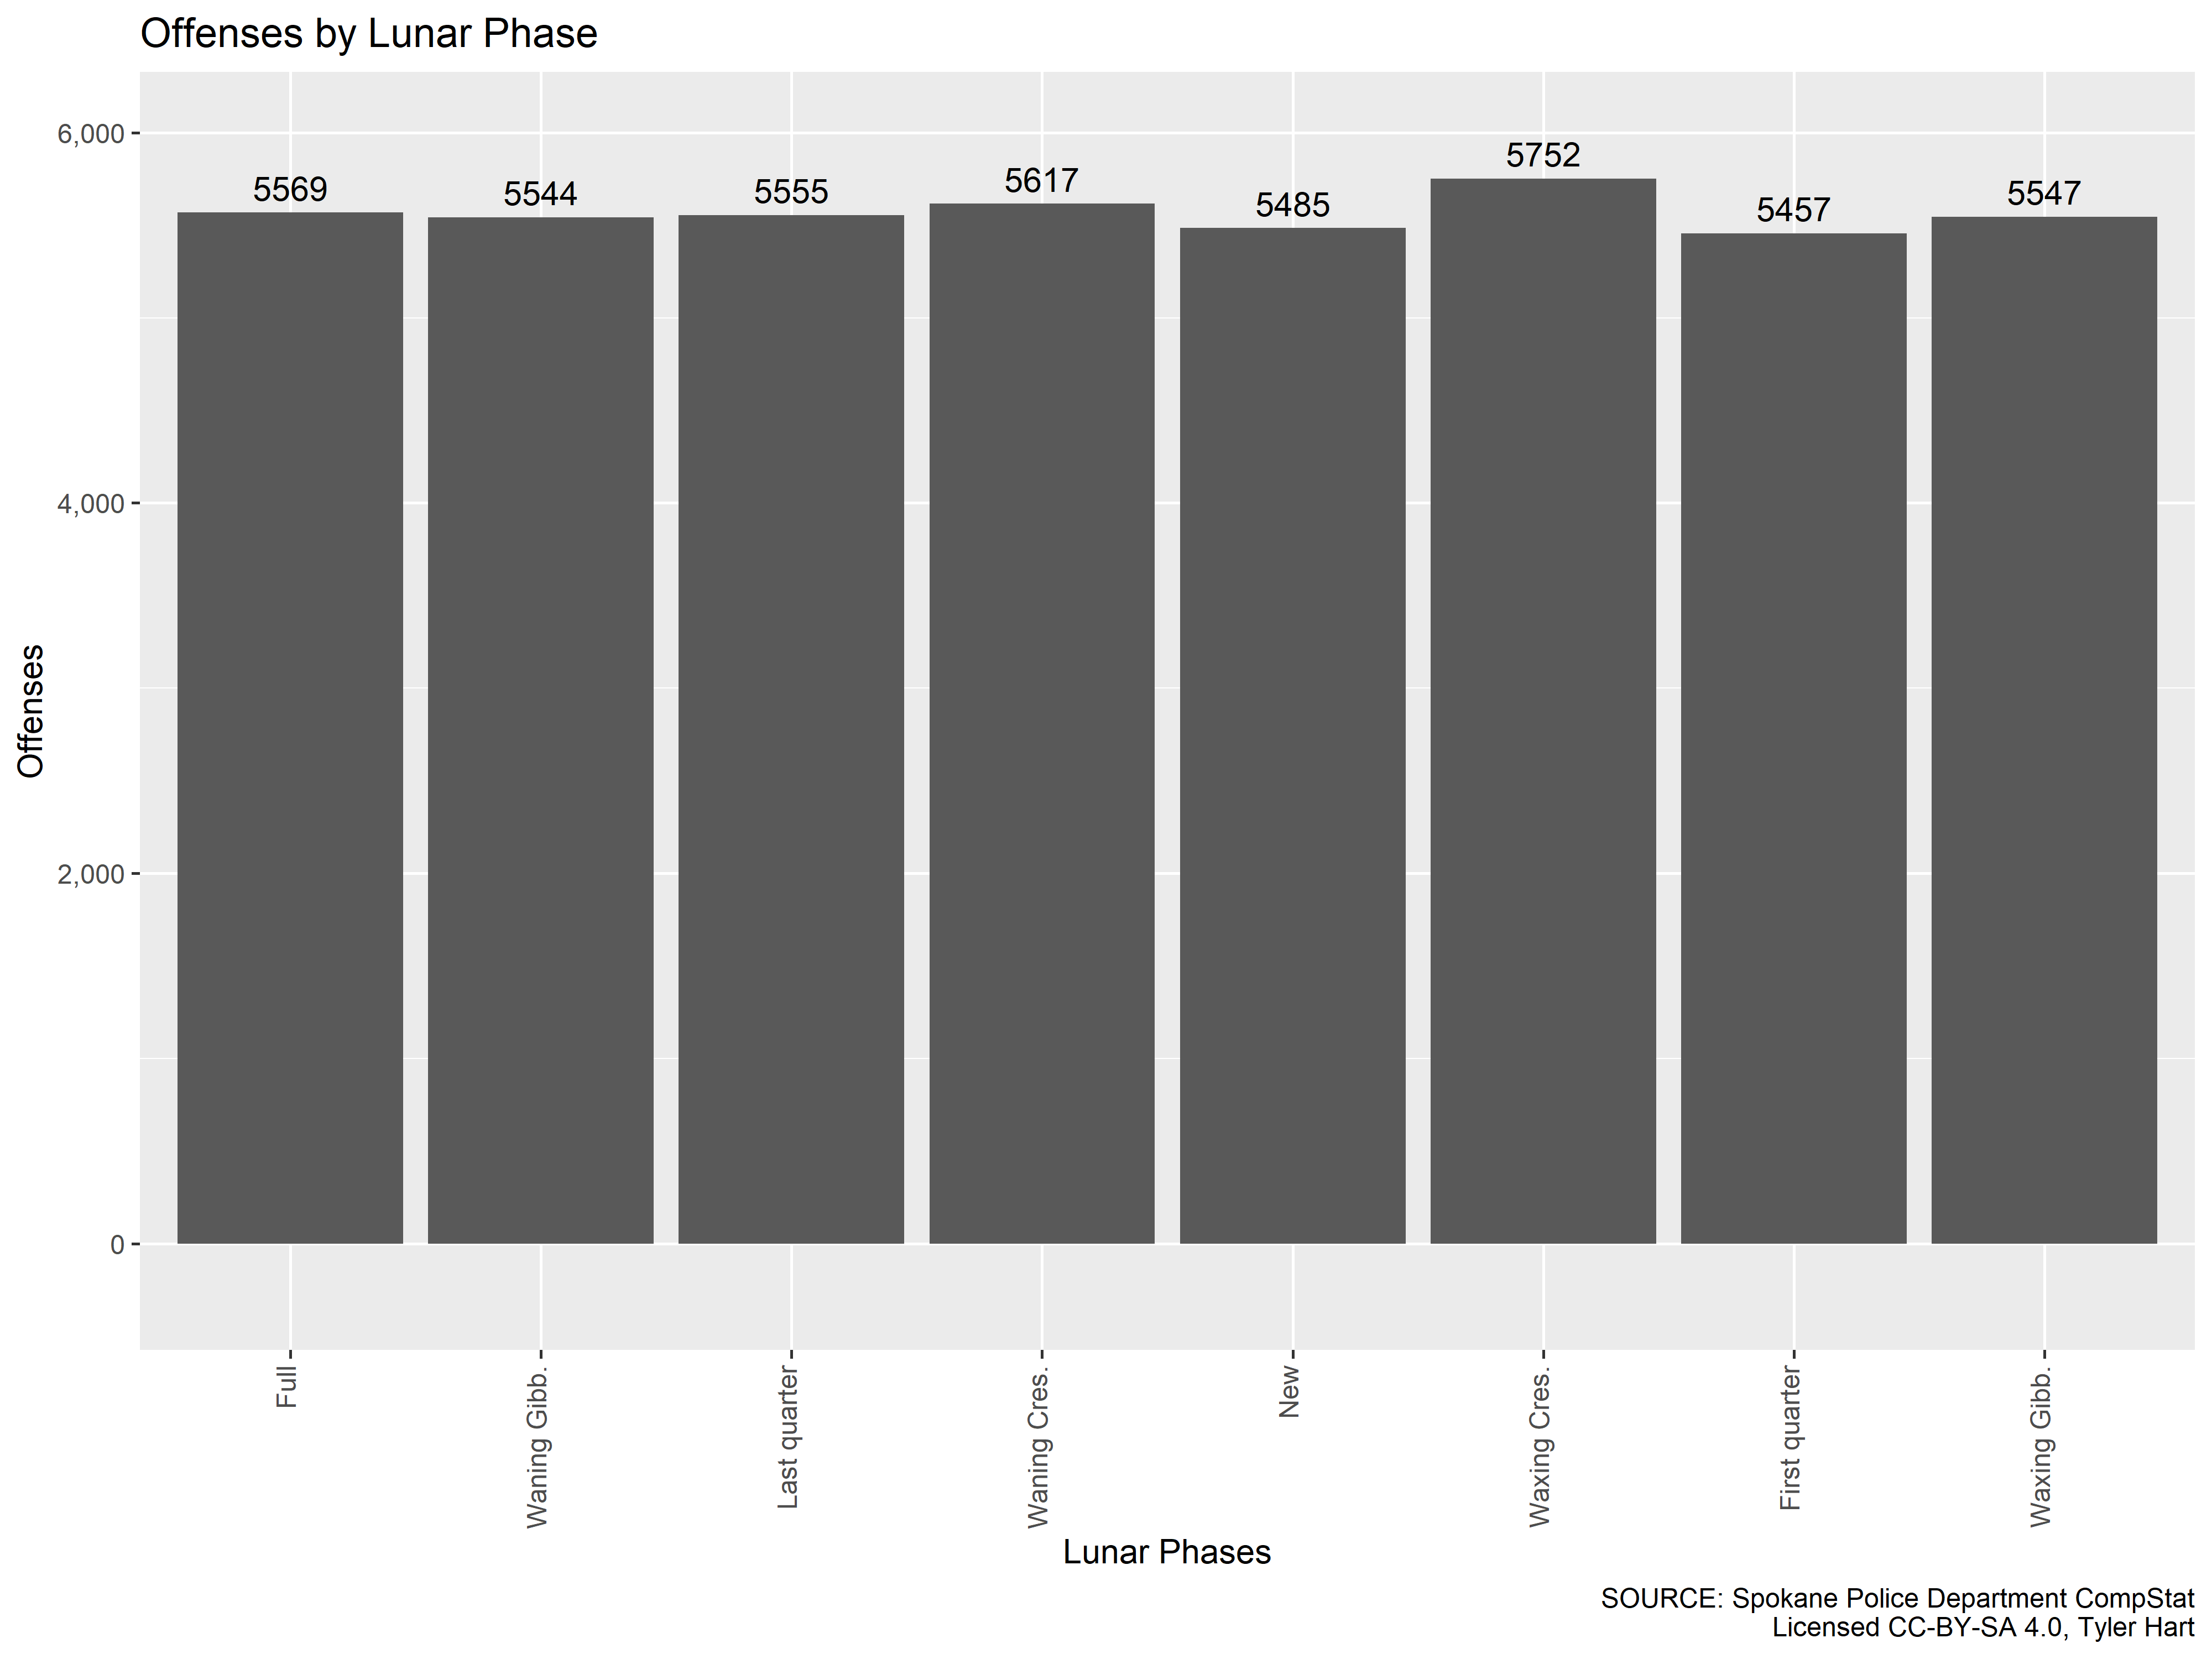 Offenses by Lunar Phase
6,000
4,000
2,000
0
Offenses
5569
5544
5555
5617
5485
5752
5457
5547
Full
Waning Gibb.
Last quarter
Waning Cres.
New
Waxing Cres.
First quarter
Waxing Gibb.
Lunar Phases
SOURCE: Spokane Police Department CompStat
Licensed CC-BY-SA 4.0, Tyler Hart